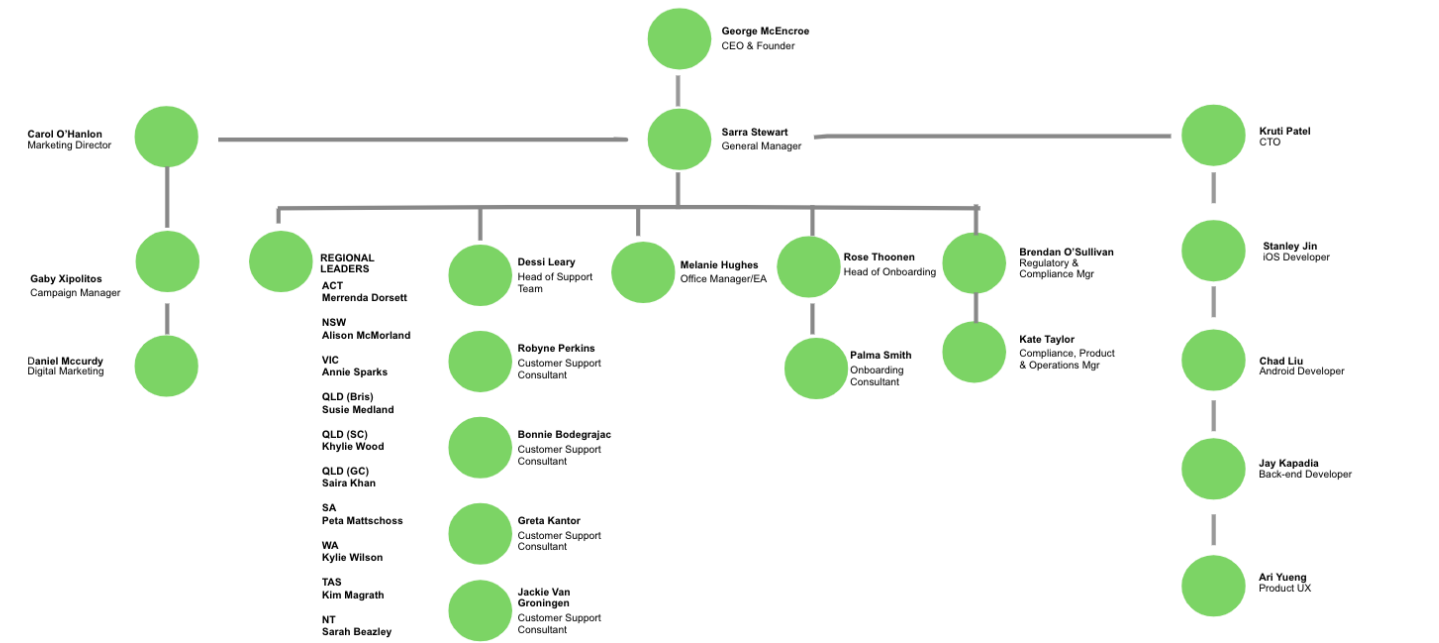 George McEncroe
CEO & Founder
Carol O'Hanlon
Marketing Director
Sarra Stewart
General Manager
Kruti Patel
CTO
Gaby Xipolitos
Campaign Manager
Daniel Mccurdy
Digital Marketing
REGIONAL
LEADERS
ACT
Merrenda Dorsett
NSW
Alison McMorland
VIC
Annie Sparks
QLD (Bris)
Susie Medland
QLD (SC)
Khylie Wood
QLD (GC)
Saira Khan
SA
Peta Mattschoss
WA
Kylie Wilson
TAS
Kim Magrath
NT
Sarah Beazley
Dessi Leary
Head of Support
Team
Robyne Perkins
Customer Support
Consultant
Bonnie Bodegrajac
Customer Support
Consultant
Greta Kantor
Customer Support
Consultant
Jackie Van
Groningen
Customer Support
Consultant
Melanie Hughes
Office Manager/EA
Rose Thoonen
Head of Onboarding
Palma Smith
Onboarding
Consultant
Brendan O'Sullivan
Regulatory &
Compliance Mgr
Kate Taylor
Compliance, Product
& Operations Mgr
Stanley Jin
iOS Developer
Chad Liu
Android Developer
Jay Kapadia
Back-end Developer
Ari Yueng
Product UX